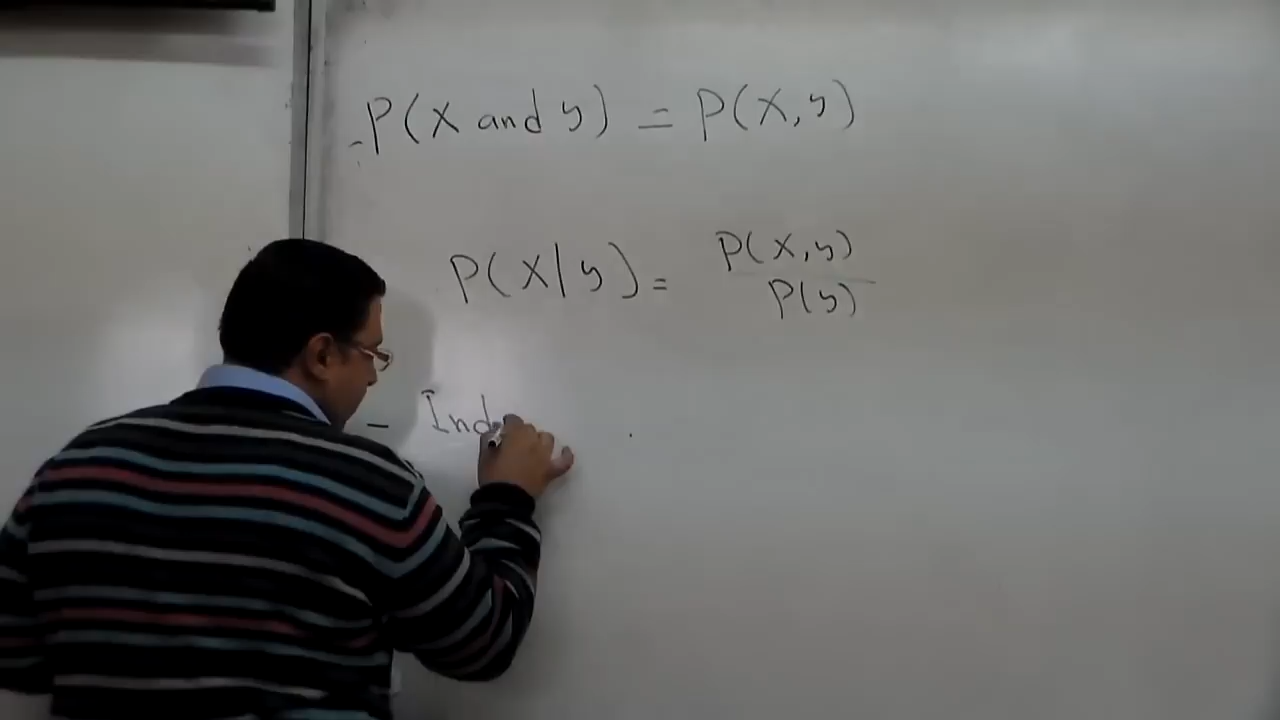 - P(X and y) = P(X, y)
P(X/y) = P(X, y) / P(y)
- Ind